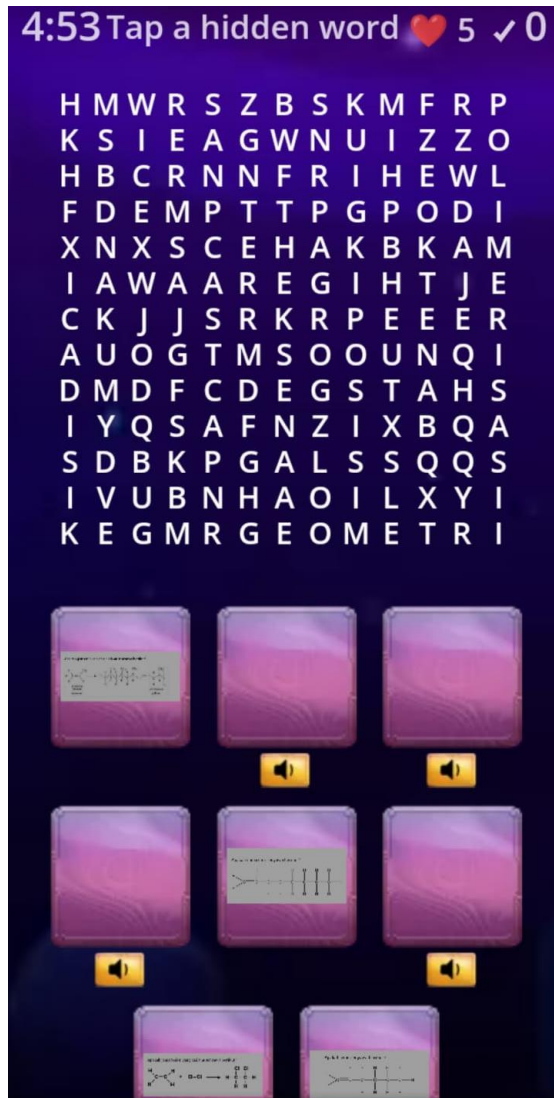 4:53 Tap a hidden word ❤️ 5 ✓ 0
H M W R S Z B S K M F R P
K S I E A G W N U I Z Z O
H B C R N N F R I H E W L
F D E M P T T P G P O D I
X N X S C E H A K B K A M
I A W A A R E G I H T J E
C K J J S R K R P E E E R
A U O G T M S O O U N Q I
D M D F C D E G S T A H S
I Y Q S A F N Z I X B Q A
S D B K P G A L S S Q Q S
I V U B N H A O I L X Y I
K E G M R G E O M E T R I